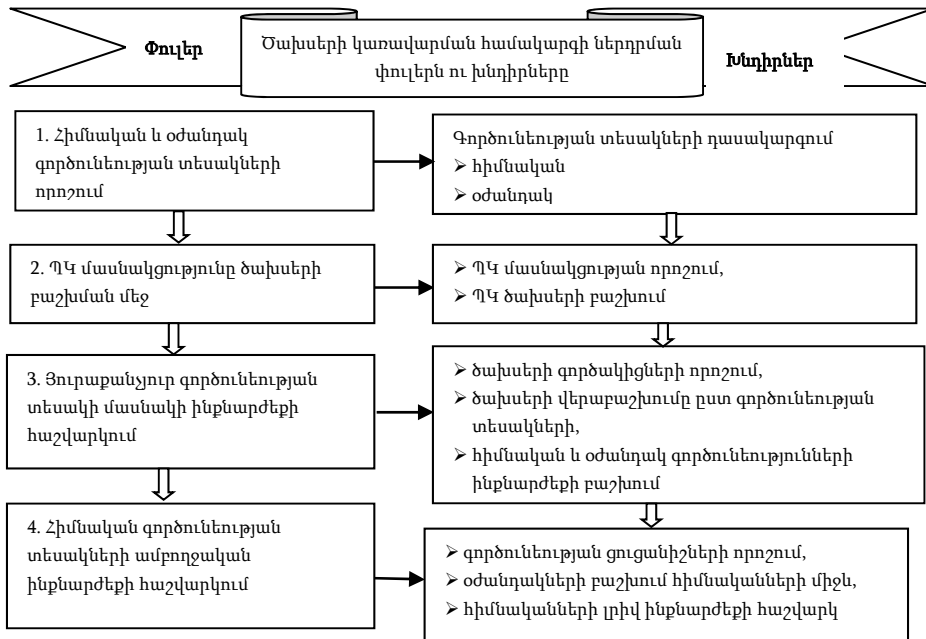 Փուլեր
Ծախսերի կառավարման համակարգի ներդրման
փուլերն ու խնդիրները
Խնդիրներ
1. Հիմնական և օժանդակ
գործունեության տեսակների
որոշում
Գործունեության տեսակների դասակարգում
⮚ հիմնական
⮚ օժանդակ
2. ՊԿ մասնակցությունը ծախսերի
բաշխման մեջ
⮚ ՊԿ մասնակցության որոշում,
⮚ ՊԿ ծախսերի բաշխում
3. Յուրաքանչյուր գործունեության
տեսակի մասնակի ինքնարժեքի
հաշվարկում
⮚ ծախսերի գործակիցների որոշում,
⮚ ծախսերի վերաբաշխումը ըստ գործունեության
տեսակների,
⮚ հիմնական և օժանդակ գործունեությունների
ինքնարժեքի բաշխում
4. Հիմնական գործունեության
տեսակների ամբողջական
ինքնարժեքի հաշվարկում
⮚ գործունեության ցուցանիշների որոշում,
⮚ օժանդակների բաշխում հիմնականների միջև,
⮚ հիմնականների լրիվ ինքնարժեքի հաշվարկ